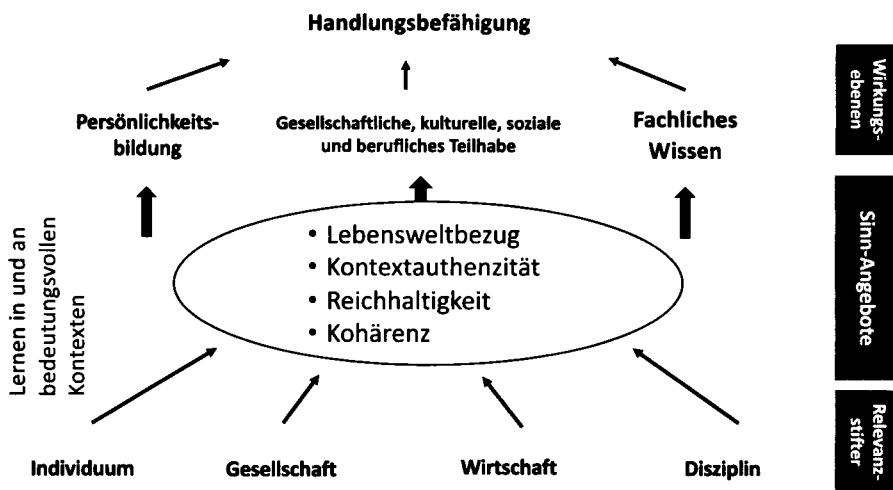 Handlungsbefähigung
Wirkungs-
ebenen
Persönlichkeits-
bildung
Gesellschaftliche, kulturelle, soziale
und berufliches Teilhabe
Fachliches
Wissen
Lernen in und an
bedeutungsvollen
Kontexten
• Lebensweltbezug
• Kontextauthenzität
• Reichhaltigkeit
• Kohärenz
Sinn-Angebote
Relevanz-
stifter
Individuum
Gesellschaft
Wirtschaft
Disziplin